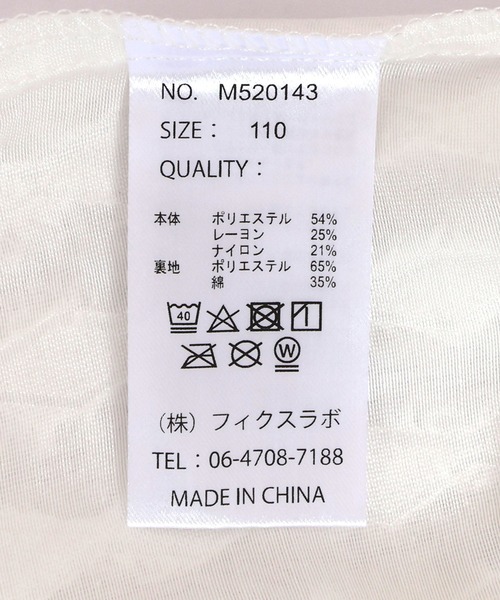 NO. M520143
SIZE： 110
QUALITY：
本体 ポリエステル 54%
レーヨン 25%
ナイロン 21%
裏地 ポリエステル 65%
綿 35%
40
W
（株）フィクスラボ
TEL：06-4708-7188
MADE IN CHINA